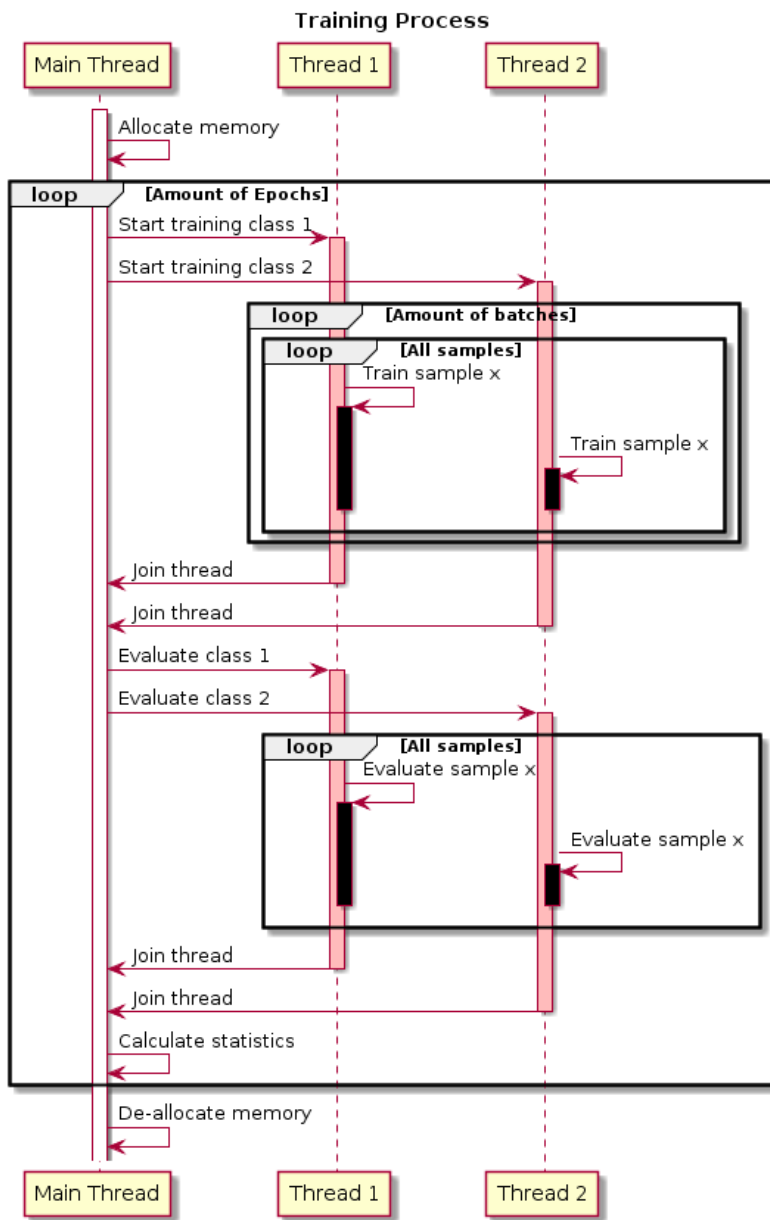 Training Process
Main Thread
Thread 1
Thread 2
Allocate memory
loop
[Amount of Epochs]
Start training class 1
Start training class 2
loop
[Amount of batches]
loop
[All samples]
Train sample x
Train sample x
Join thread
Join thread
Evaluate class 1
Evaluate class 2
loop
[All samples]
Evaluate sample x
Evaluate sample x
Join thread
Join thread
Calculate statistics
De-allocate memory
Main Thread
Thread 1
Thread 2